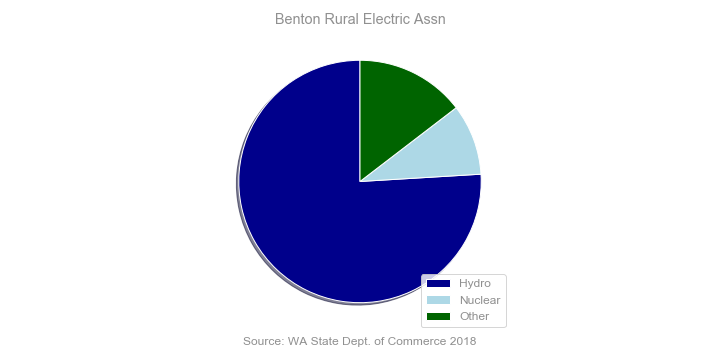 Benton Rural Electric Assn
Hydro
Nuclear
Other
Source: WA State Dept. of Commerce 2018